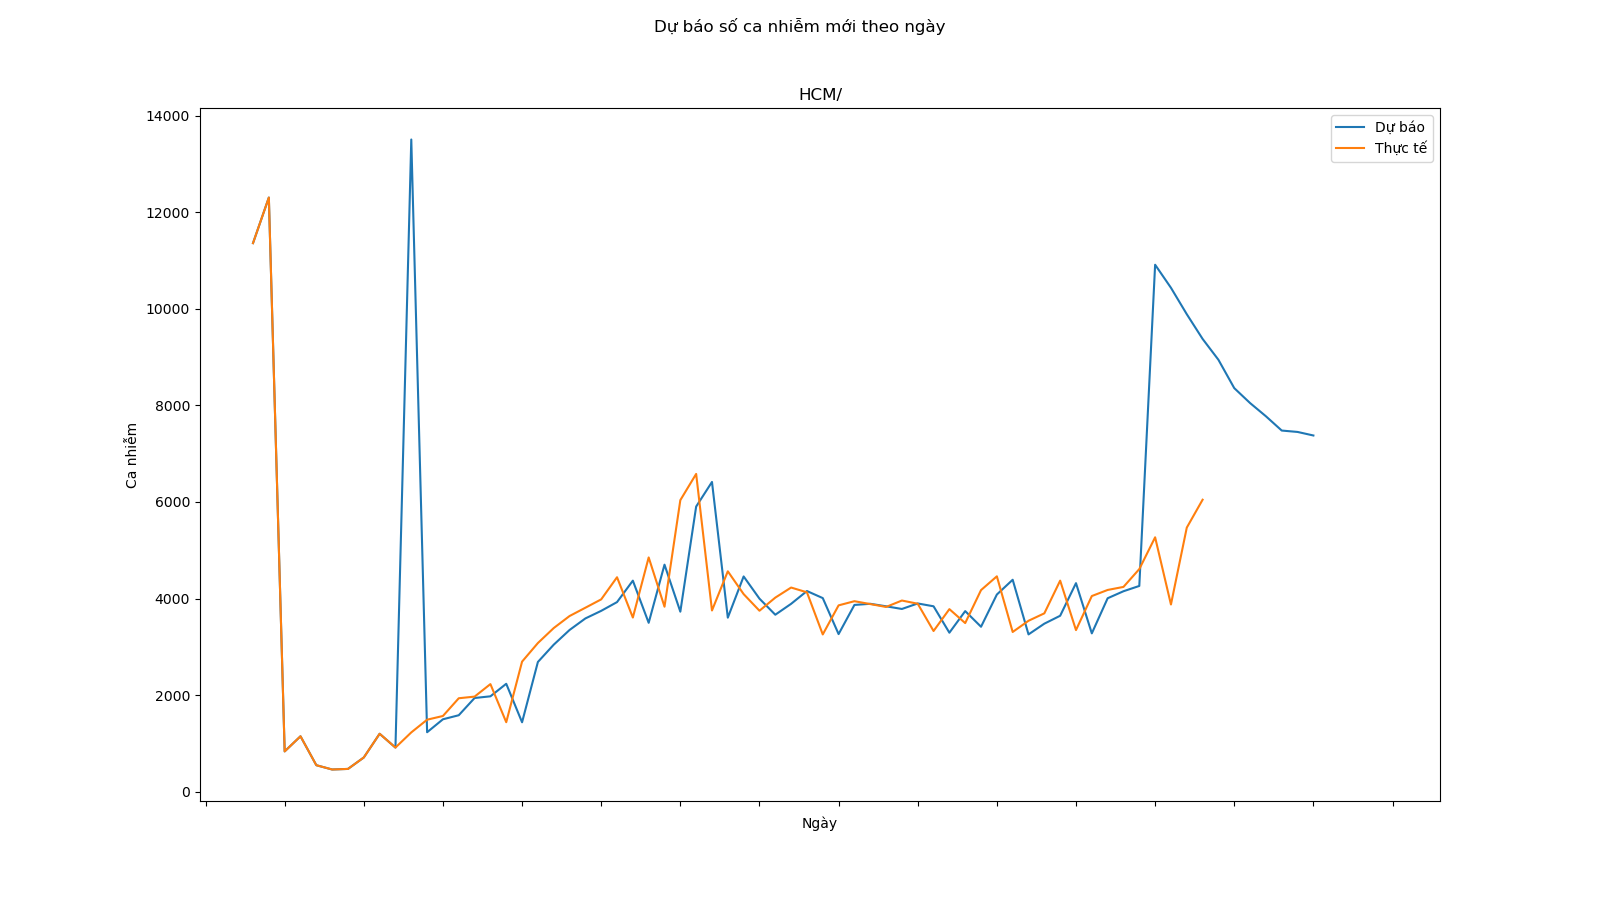 Dự báo số ca nhiễm mới theo ngày
HCM/
Dự báo
Thực tế
14000
12000
10000
8000
6000
4000
2000
0
Ca nhiễm
Ngày